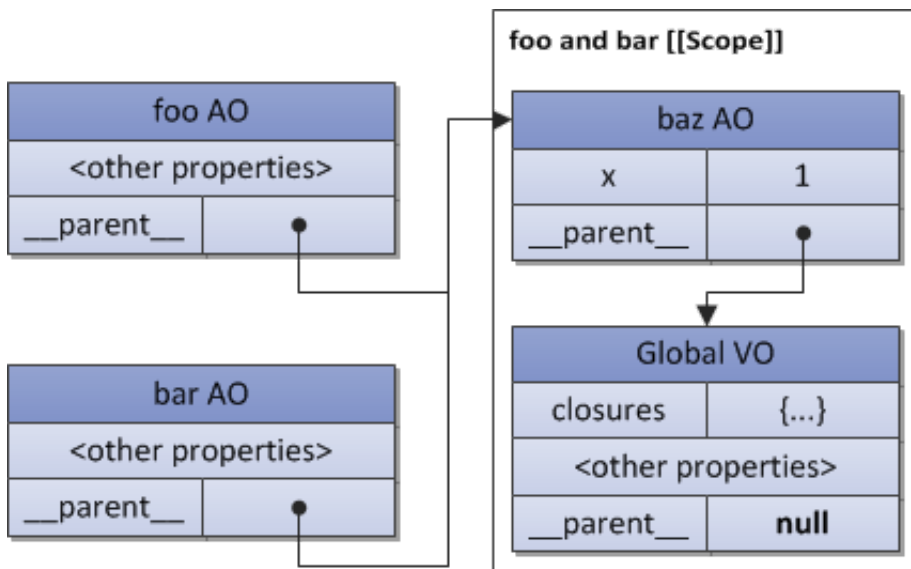 foo and bar [[Scope]]
foo AO
<other properties>
__parent__
bar AO
<other properties>
__parent__
baz AO
x 1
__parent__
Global VO
closures {...}
<other properties>
__parent__ null